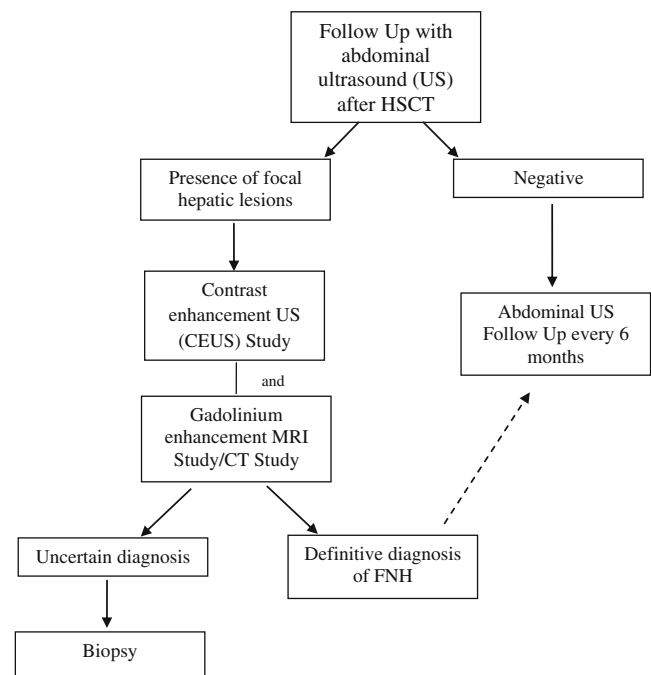 Follow Up with
abdominal
ultrasound (US)
after HSCT
Presence of focal
hepatic lesions
Negative
Contrast
enhancement US
(CEUS) Study
Abdominal US
Follow Up every 6
months
and
Gadolinium
enhancement MRI
Study/CT Study
Uncertain diagnosis
Definitive diagnosis
of FNH
Biopsy